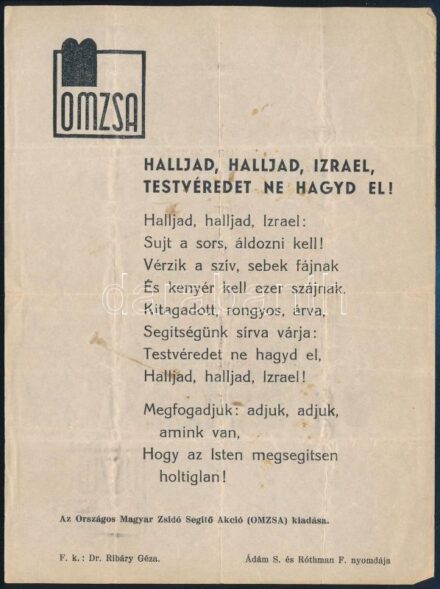 OMZSA
HALLJAD, HALLJAD, IZRAEL,
TESTVÉREDET NE HAGYD EL!
Halljad, halljad, Izrael:
Sujt a sors, áldozni kell!
Vérzik a szív, sebek fájnak
És kenyér kell ezer szájnak.
Kitagadott, rongyos, árva,
Segitségünk sírva várja:
Testvéredet ne hagyd el,
Halljad, halljad, Izrael!
Megfogadjuk: adjuk, adjuk,
amink van,
Hogy az Isten megsegitsen
holtiglan!
Az Országos Magyar Zsidó Segitő Akció (OMZSA) kiadása.
F. k.: Dr. Ribáry Géza.
Ádám S. és Róthman F. nyomdája